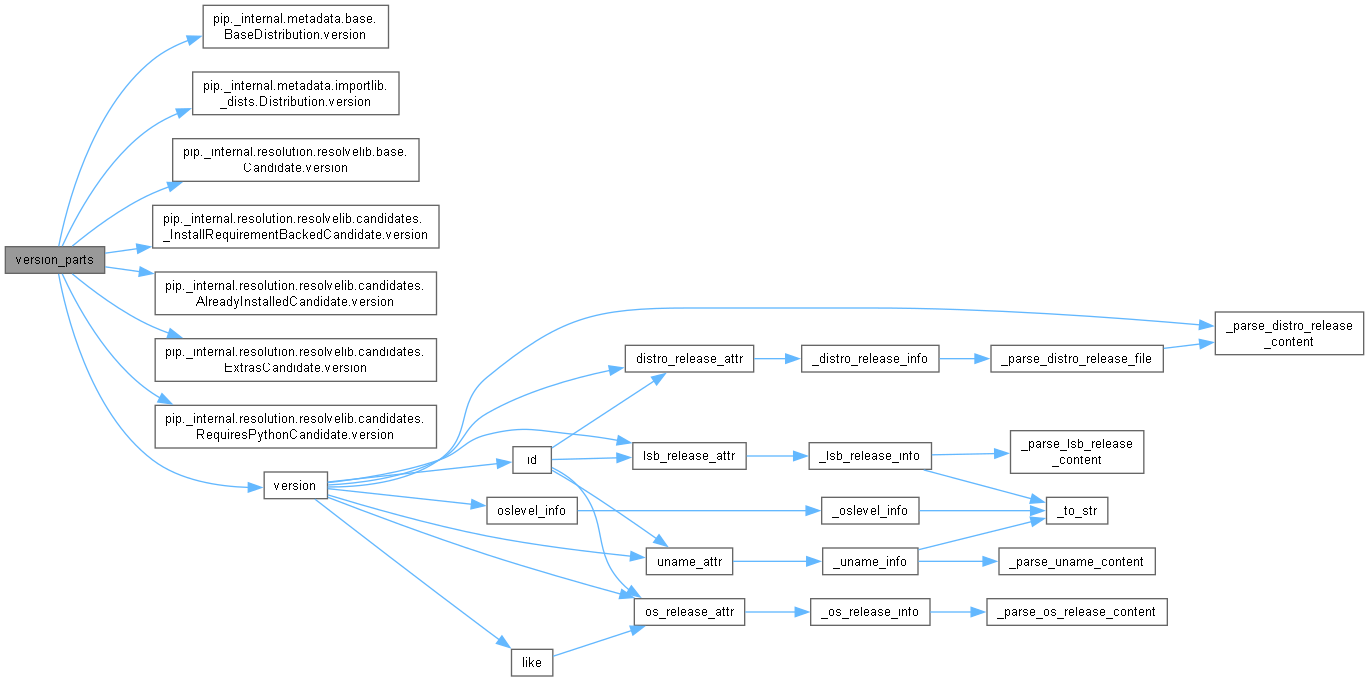 pip._internal.metadata.base.
BaseDistribution.version
pip._internal.metadata.importlib.
_dists.Distribution.version
pip._internal.resolution.resolvelib.base.
Candidate.version
pip._internal.resolution.resolvelib.candidates.
_InstallRequirementBackedCandidate.version
version_parts
pip._internal.resolution.resolvelib.candidates.
AlreadyInstalledCandidate.version
pip._internal.resolution.resolvelib.candidates.
ExtrasCandidate.version
pip._internal.resolution.resolvelib.candidates.
RequiresPythonCandidate.version
version
_parse_distro_release
_content
distro_release_attr
_distro_release_info
_parse_distro_release_file
id
lsb_release_attr
_lsb_release_info
_parse_lsb_release
_content
oslevel_info
_oslevel_info
_to_str
uname_attr
_uname_info
_parse_uname_content
os_release_attr
_os_release_info
_parse_os_release_content
like